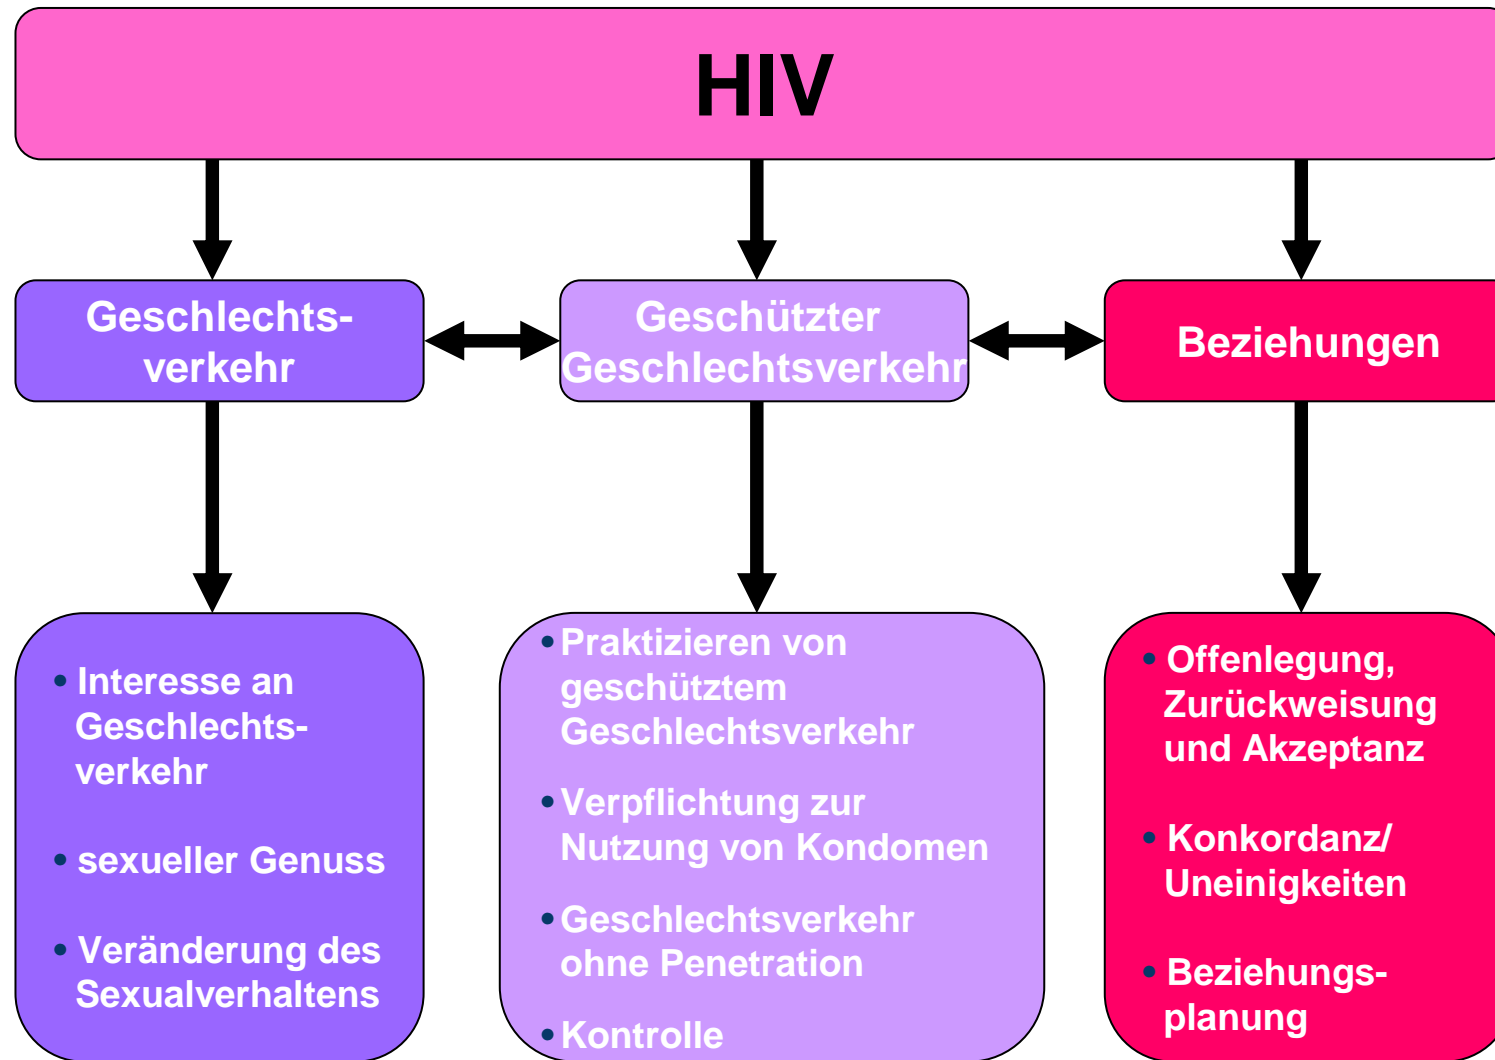 HIV
Geschlechts-
verkehr
Geschützter
Geschlechtsverkehr
Beziehungen
• Interesse an
Geschlechts-
verkehr
• sexueller Genuss
• Veränderung des
Sexualverhaltens
• Praktizieren von
geschütztem
Geschlechtsverkehr
• Verpflichtung zur
Nutzung von Kondomen
• Geschlechtsverkehr
ohne Penetration
• Kontrolle
• Offenlegung,
Zurückweisung
und Akzeptanz
• Konkordanz/
Uneinigkeiten
• Beziehungs-
planung